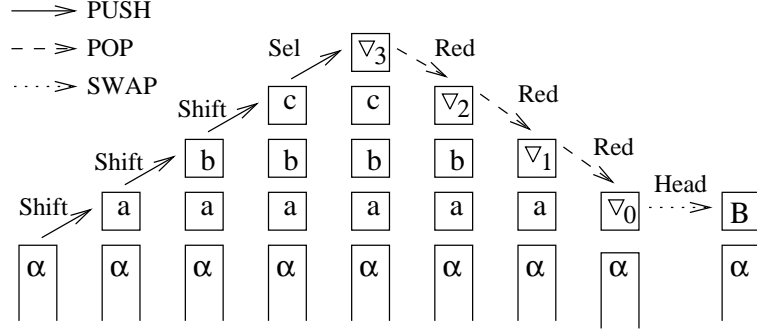 PUSH
POP
SWAP
Sel ▽3 Red
Shift c c ▽2 Red
Shift b b b b ▽1 Red
Shift a a a a a a ▽0 Head B
α α α α α α α α α